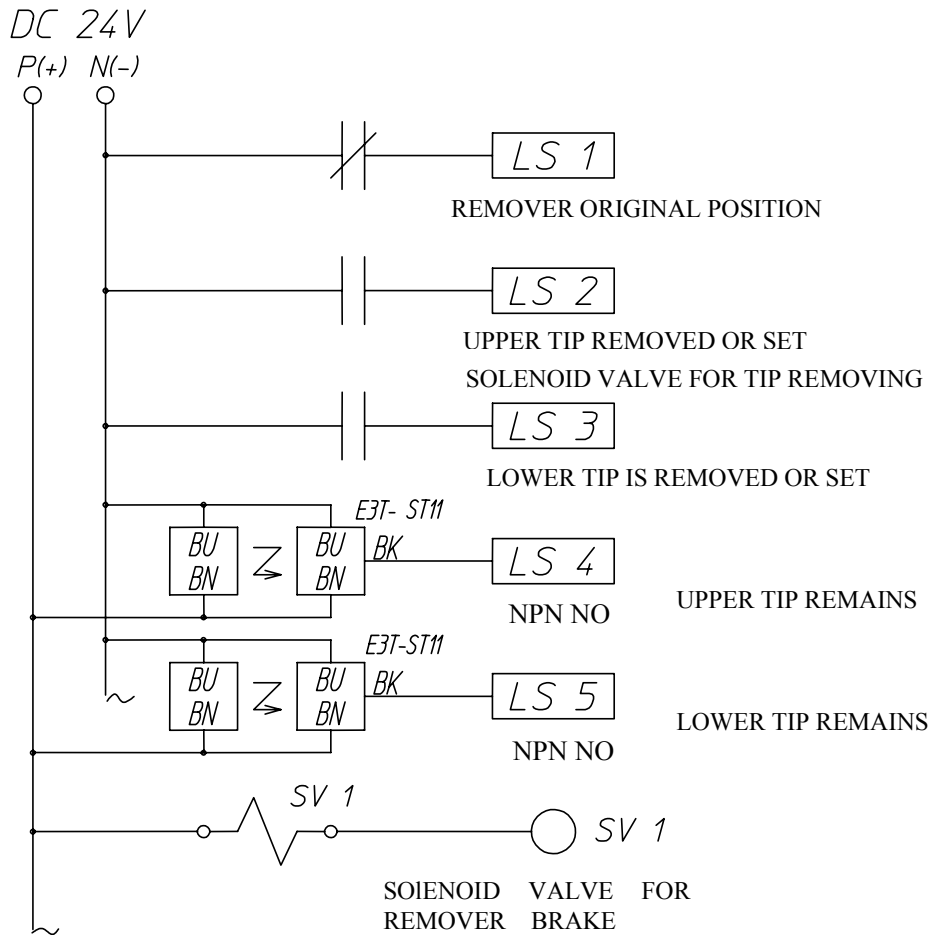 DC 24V
P(+) N(-)
LS 1
REMOVER ORIGINAL POSITION
LS 2
UPPER TIP REMOVED OR SET
SOLENOID VALVE FOR TIP REMOVING
LS 3
LOWER TIP IS REMOVED OR SET
E3T- ST11
BU BU BK LS 4
BN BN
NPN NO UPPER TIP REMAINS
E3T-ST11
BU BU BK LS 5
BN BN
NPN NO LOWER TIP REMAINS
SV 1
SV 1
SOlENOID VALVE FOR
REMOVER BRAKE